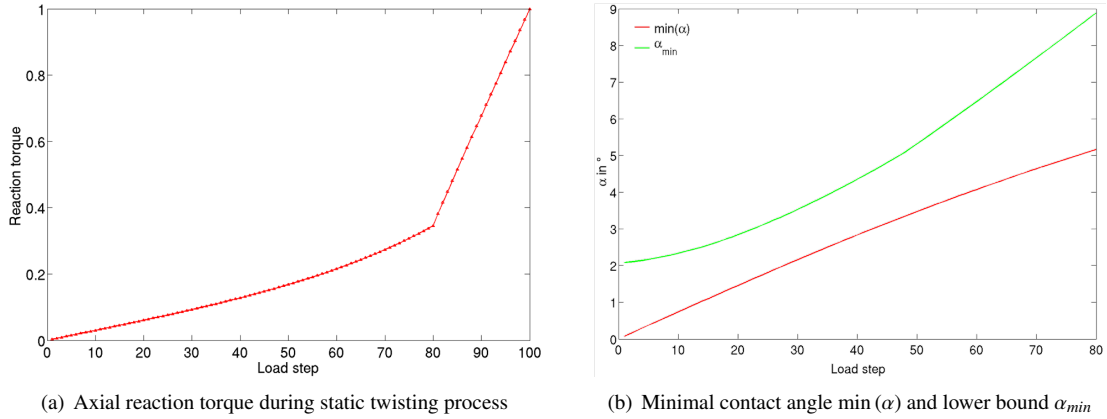 1
0.8
0.6
0.4
0.2
0
Reaction torque
0 10 20 30 40 50 60 70 80 90 100
Load step
(a) Axial reaction torque during static twisting process
9
8
7
6
5
4
3
2
1
0
α in °
min(α)
α_min
0 10 20 30 40 50 60 70 80
Load step
(b) Minimal contact angle min (α) and lower bound α_min